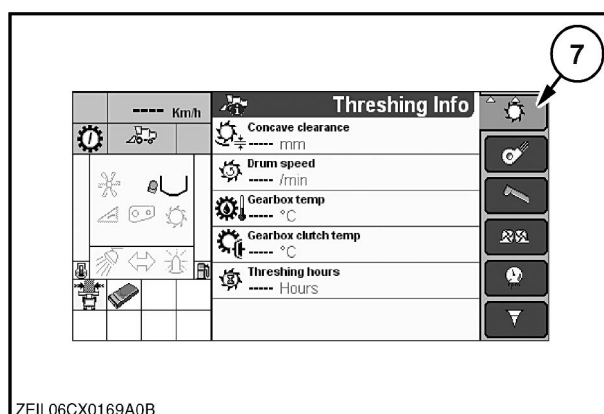 7
---- Km/h
Threshing Info
Concave clearance
----- mm
Drum speed
----- /min
Gearbox temp
----- °C
Gearbox clutch temp
----- °C
Threshing hours
----- Hours
ZEIL06CX0169A0B